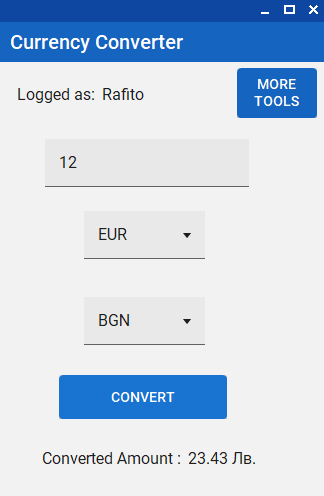 Currency Converter
Logged as: Rafito
MORE
TOOLS
12
EUR
BGN
CONVERT
Converted Amount : 23.43 Лв.